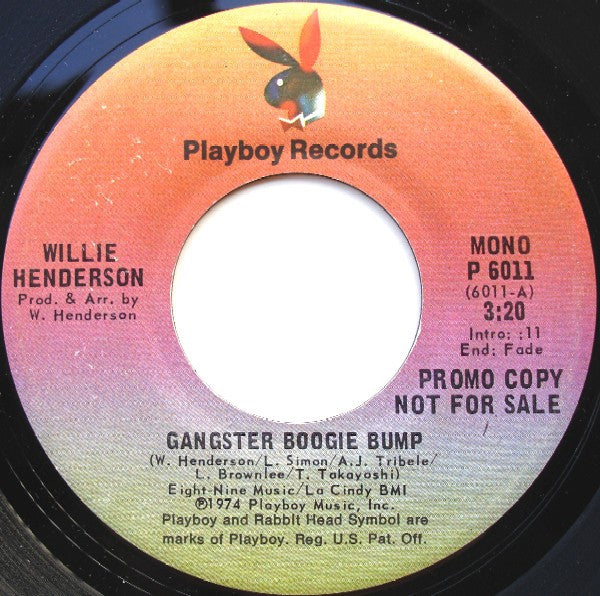 Playboy Records
WILLIE
HENDERSON
Prod. & Arr. by
W. Henderson
MONO
P 6011
(6011-A)
3:20
Intro: :11
End: Fade
PROMO COPY
NOT FOR SALE
GANGSTER BOOGIE BUMP
(W. Henderson/L. Simon/A.J. Tribele/
L. Brownlee/T. Takayoshi)
Eight-Nine Music/La Cindy BMI
℗1974 Playboy Music, Inc.
Playboy and Rabbit Head Symbol are
marks of Playboy. Reg. U.S. Pat. Off.